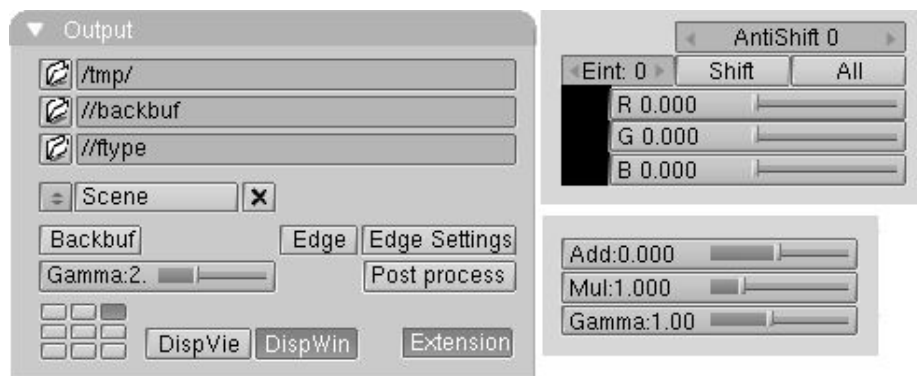 Output
/tmp/
//backbuf
//ftype
Scene
Backbuf Edge Edge Settings
Gamma:2. Post process
DispVie DispWin Extension
AntiShift 0
Eint: 0 Shift All
R 0.000
G 0.000
B 0.000
Add:0.000
Mul:1.000
Gamma:1.00